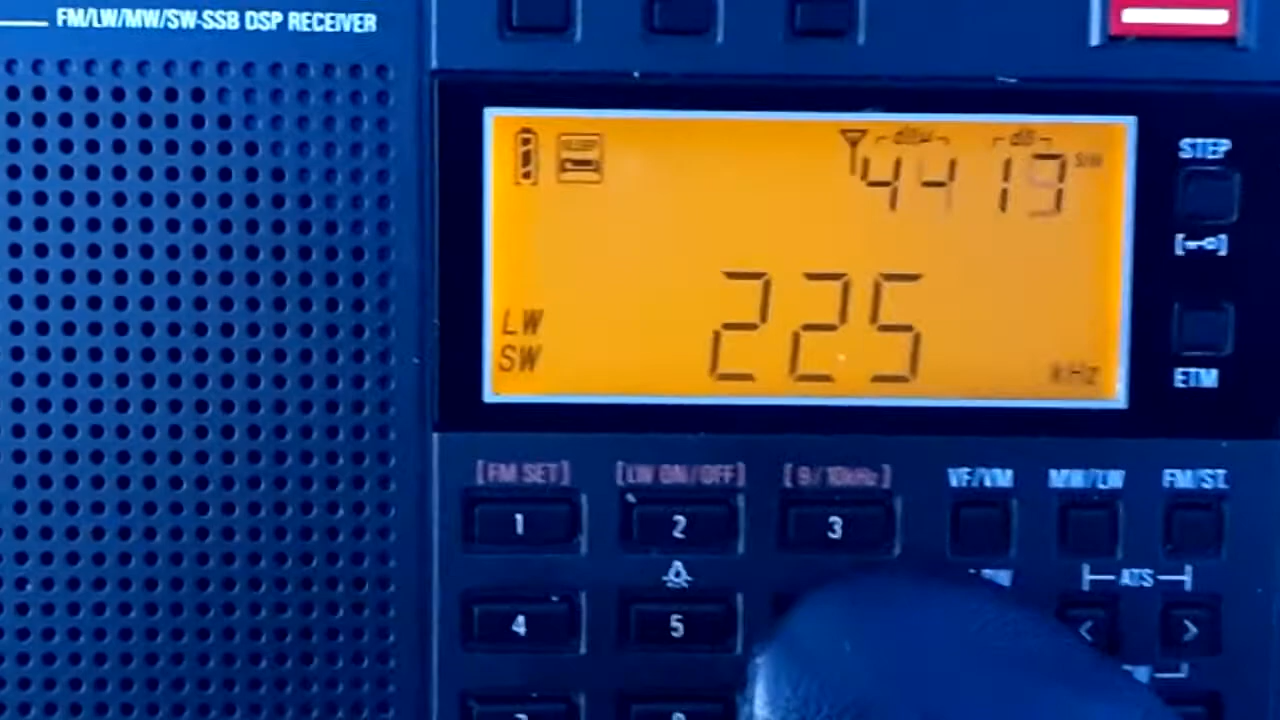 FM/LW/MW/SW-SSB DSP RECEIVER
dBµ dB
44 19 S/N
225
LW
SW kHz
STEP
ETM
[FM SET] [LW ON/OFF] [9/10kHz] VF/VM MW/LW FM/ST.
1 2 3
ATS
4 5 < >